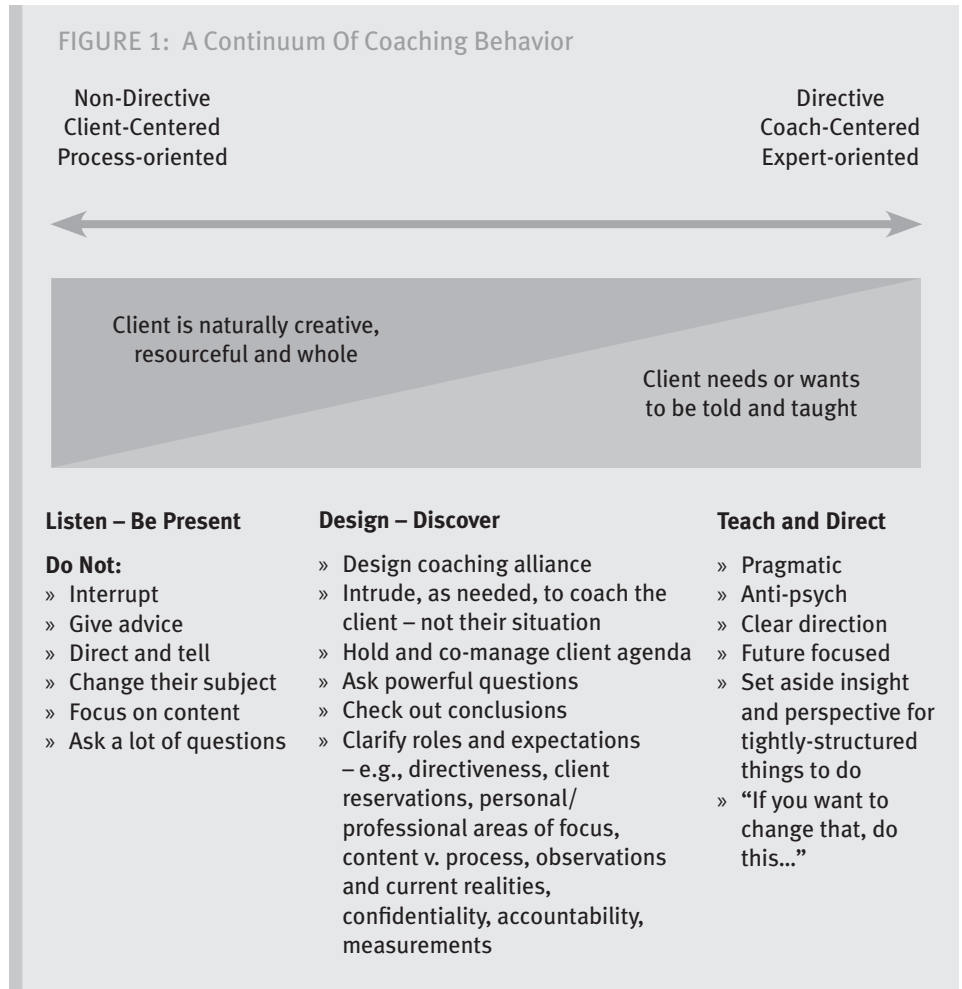 FIGURE 1: A Continuum Of Coaching Behavior
Non-Directive
Client-Centered
Process-oriented
Directive
Coach-Centered
Expert-oriented
Client is naturally creative,
resourceful and whole
Client needs or wants
to be told and taught
Listen – Be Present
Do Not:
» Interrupt
» Give advice
» Direct and tell
» Change their subject
» Focus on content
» Ask a lot of questions
Design – Discover
» Design coaching alliance
» Intrude, as needed, to coach the
client – not their situation
» Hold and co-manage client agenda
» Ask powerful questions
» Check out conclusions
» Clarify roles and expectations
– e.g., directiveness, client
reservations, personal/
professional areas of focus,
content v. process, observations
and current realities,
confidentiality, accountability,
measurements
Teach and Direct
» Pragmatic
» Anti-psych
» Clear direction
» Future focused
» Set aside insight
and perspective for
tightly-structured
things to do
» “If you want to
change that, do
this...”